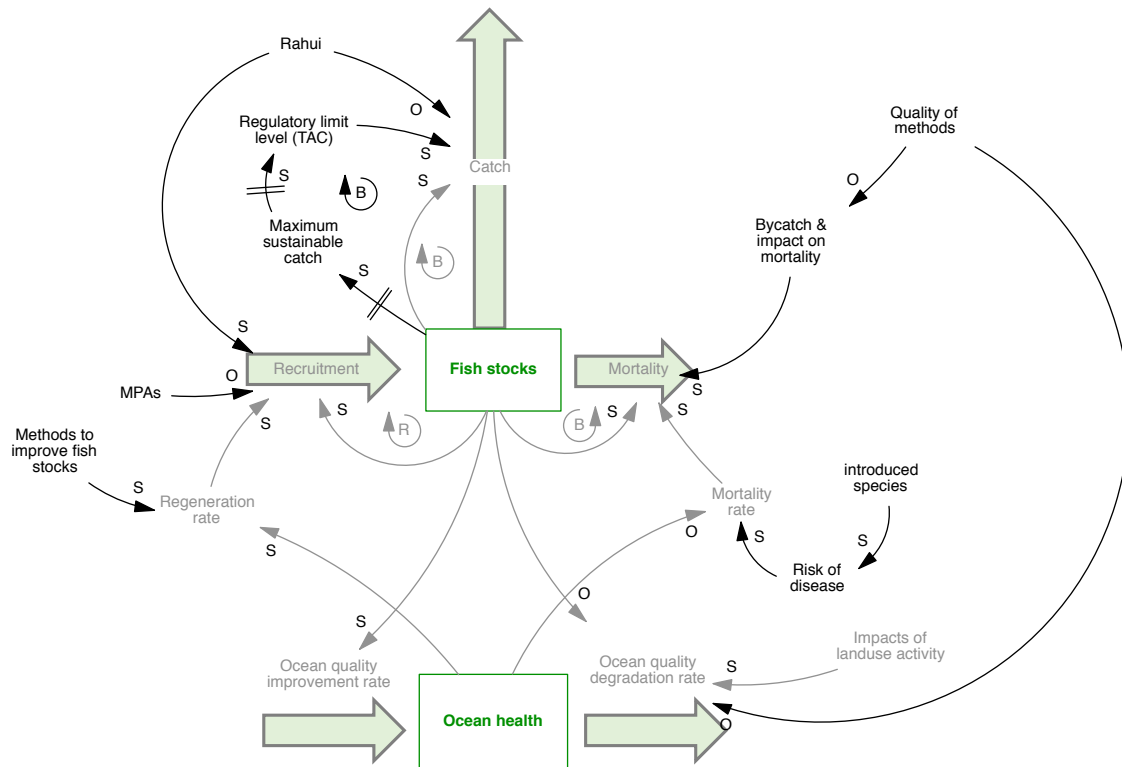 Rahui
O
Regulatory limit
level (TAC)
S
Catch
S
S
B
Maximum
sustainable
catch
S
B
Quality of
methods
O
Bycatch &
impact on
mortality
S
O
Recruitment
Fish stocks
Mortality
S
MPAs
S
S
R
B
S
S
Methods to
improve fish
stocks
S
Regeneration
rate
S
Mortality
rate
O
introduced
species
S
S
Risk of
disease
O
S
Ocean quality
improvement rate
Ocean quality
degradation rate
S
Impacts of
landuse activity
Ocean health
O